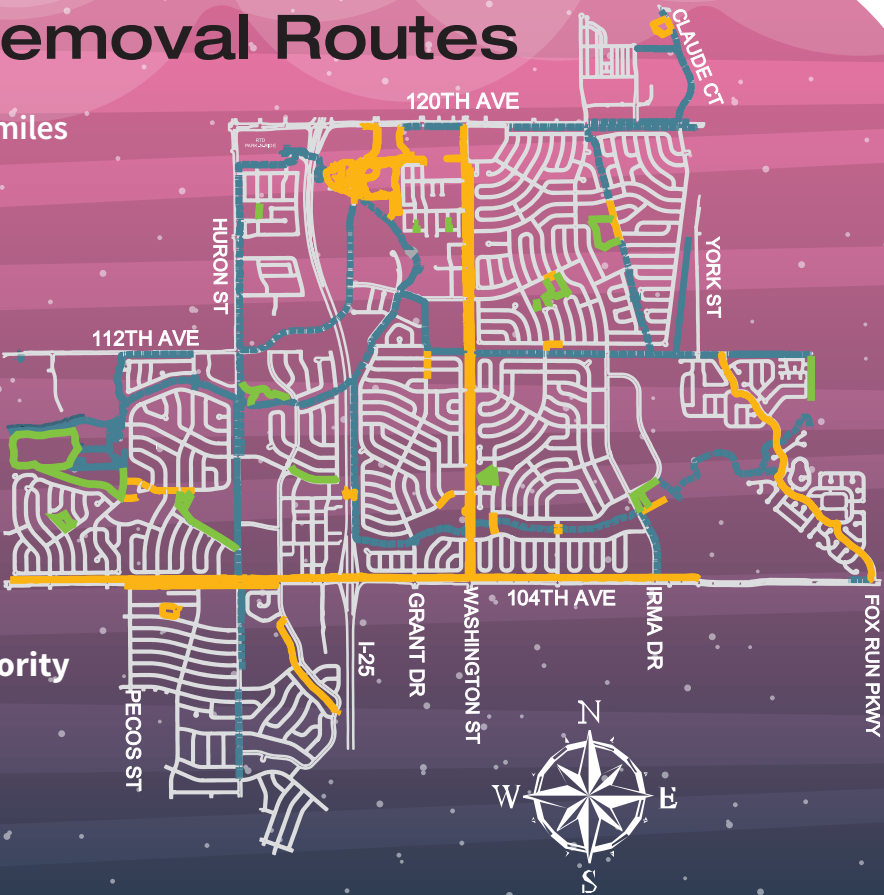 emoval Routes
CLAUDE CT
120TH AVE
miles
RTD
HURON ST
YORK ST
112TH AVE
104TH AVE
ority
PECOS ST
I-25
GRANT DR
WASHINGTON ST
IRMA DR
FOX RUN PKWY
N
W
E
S